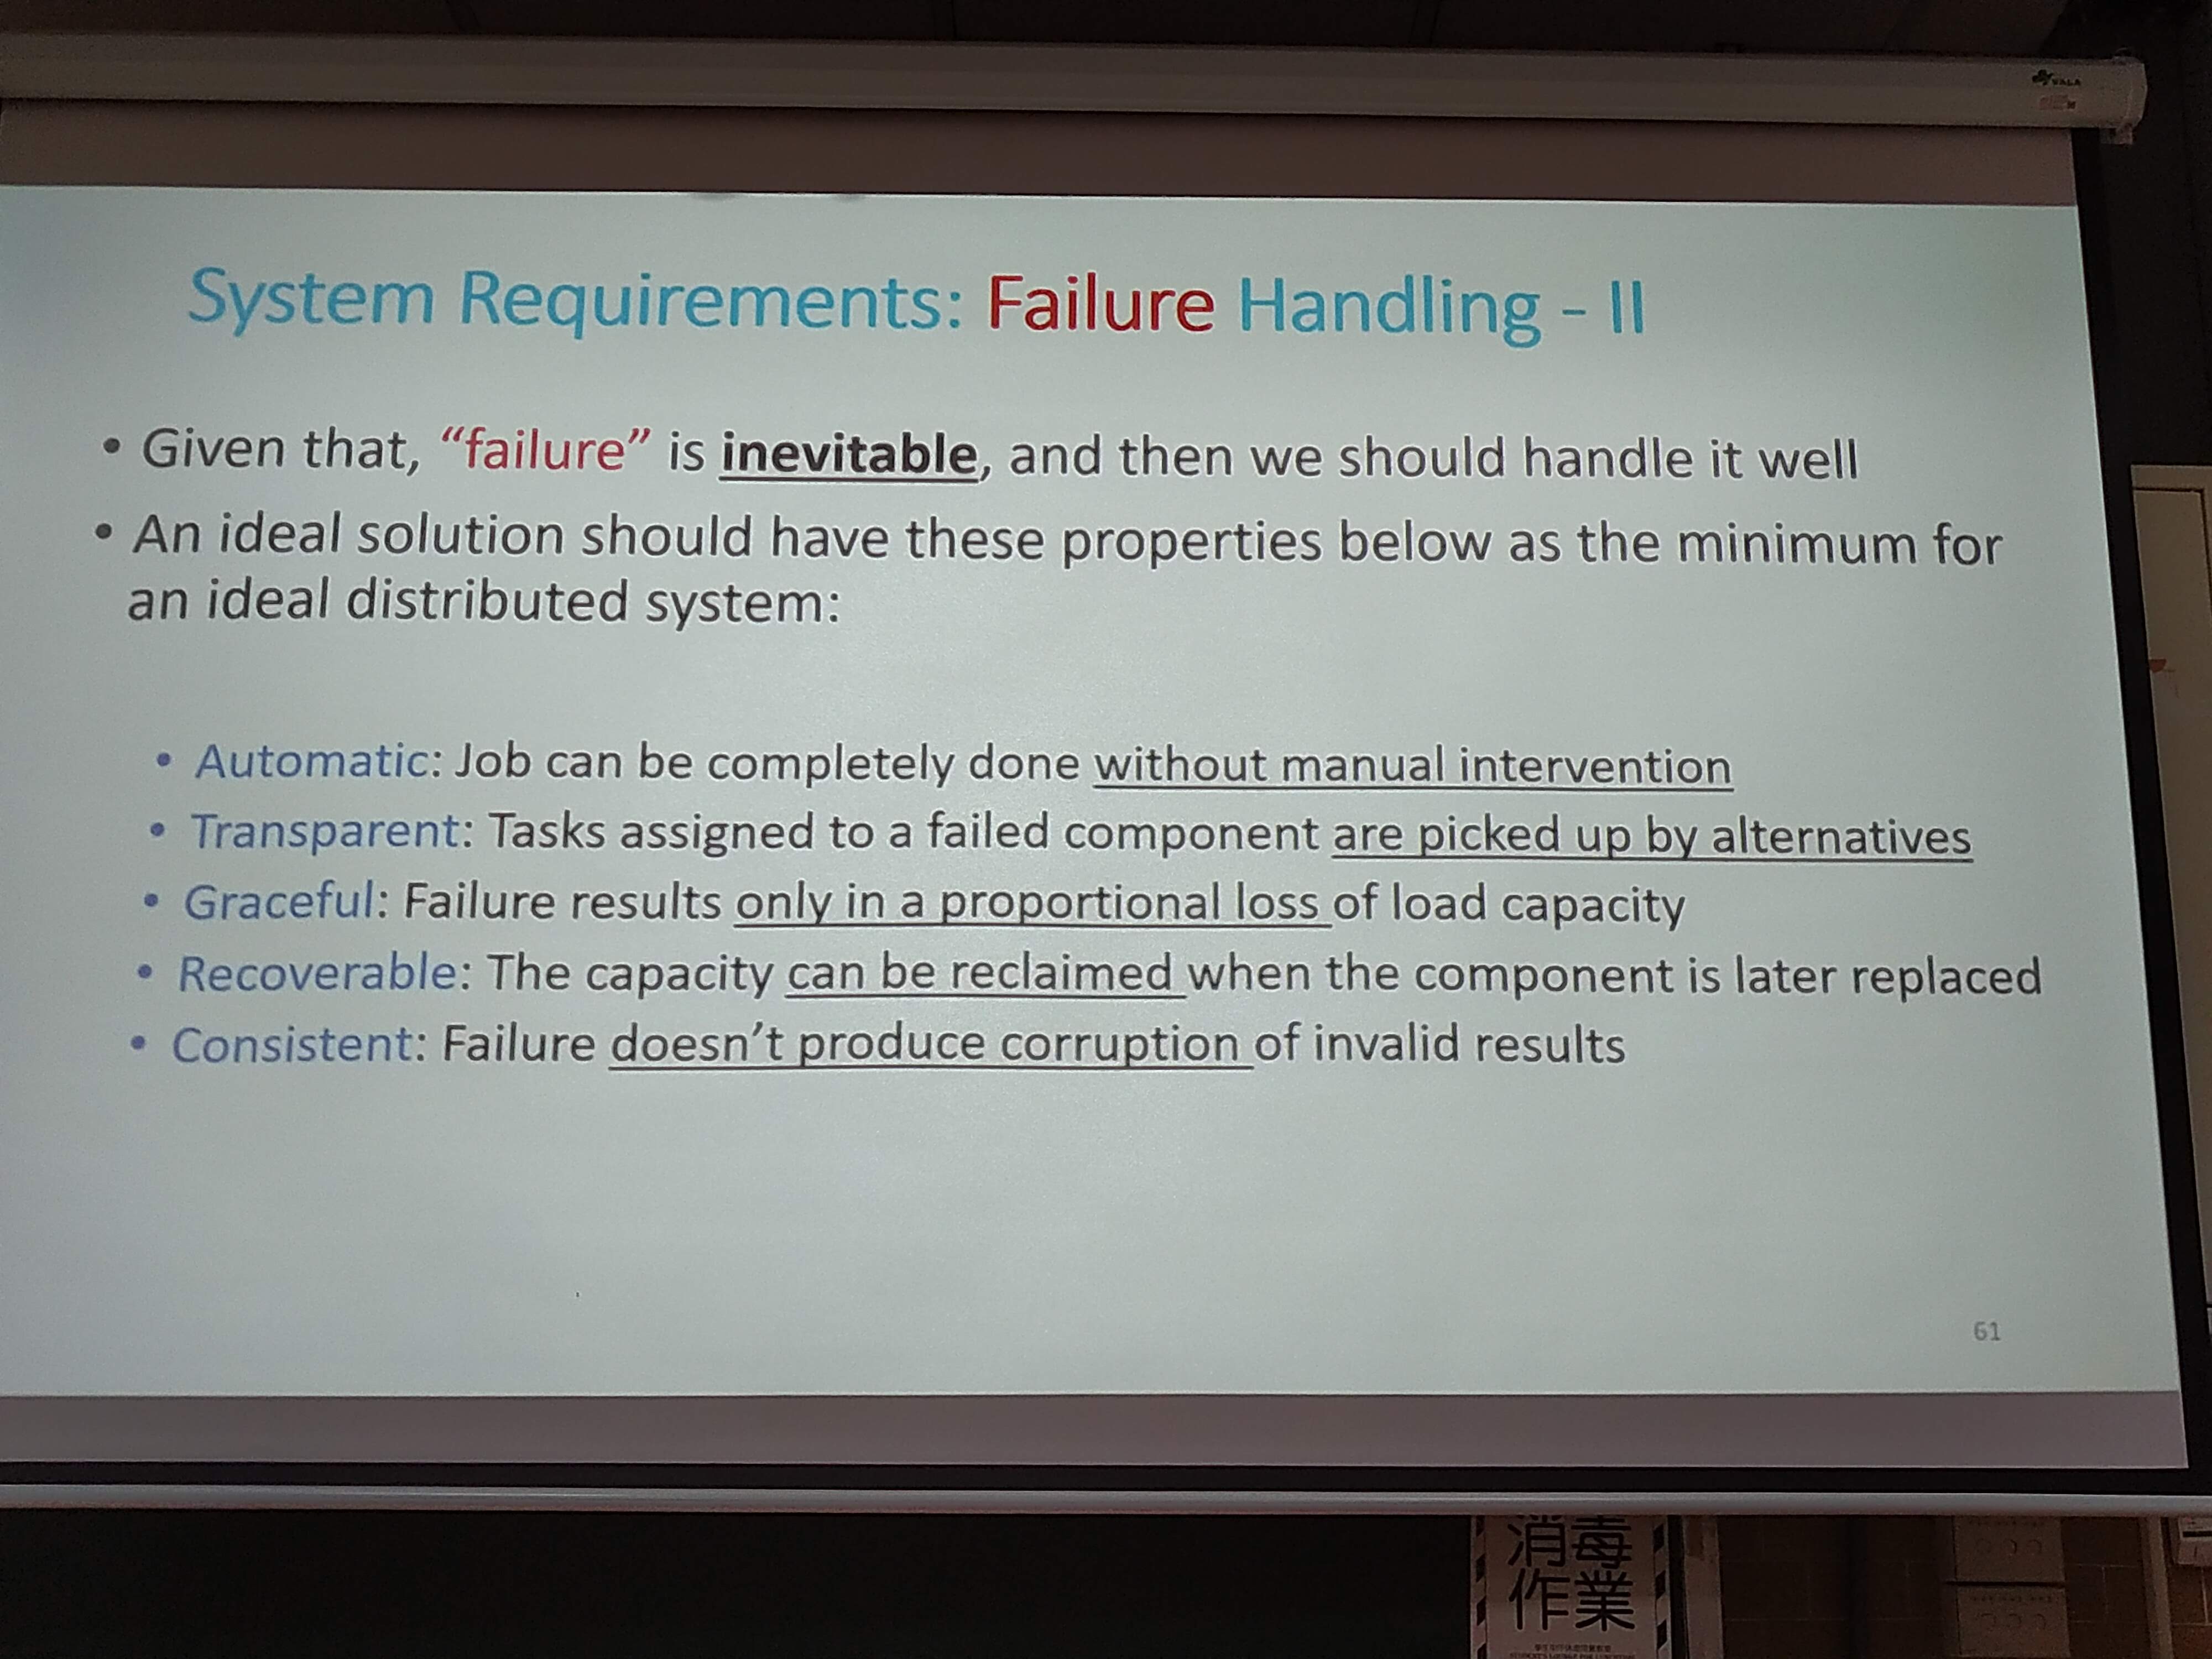 VALA
System Requirements: Failure Handling - II
• Given that, “failure” is inevitable, and then we should handle it well
• An ideal solution should have these properties below as the minimum for
an ideal distributed system:
• Automatic: Job can be completely done without manual intervention
• Transparent: Tasks assigned to a failed component are picked up by alternatives
• Graceful: Failure results only in a proportional loss of load capacity
• Recoverable: The capacity can be reclaimed when the component is later replaced
• Consistent: Failure doesn’t produce corruption of invalid results
61
消毒
作業